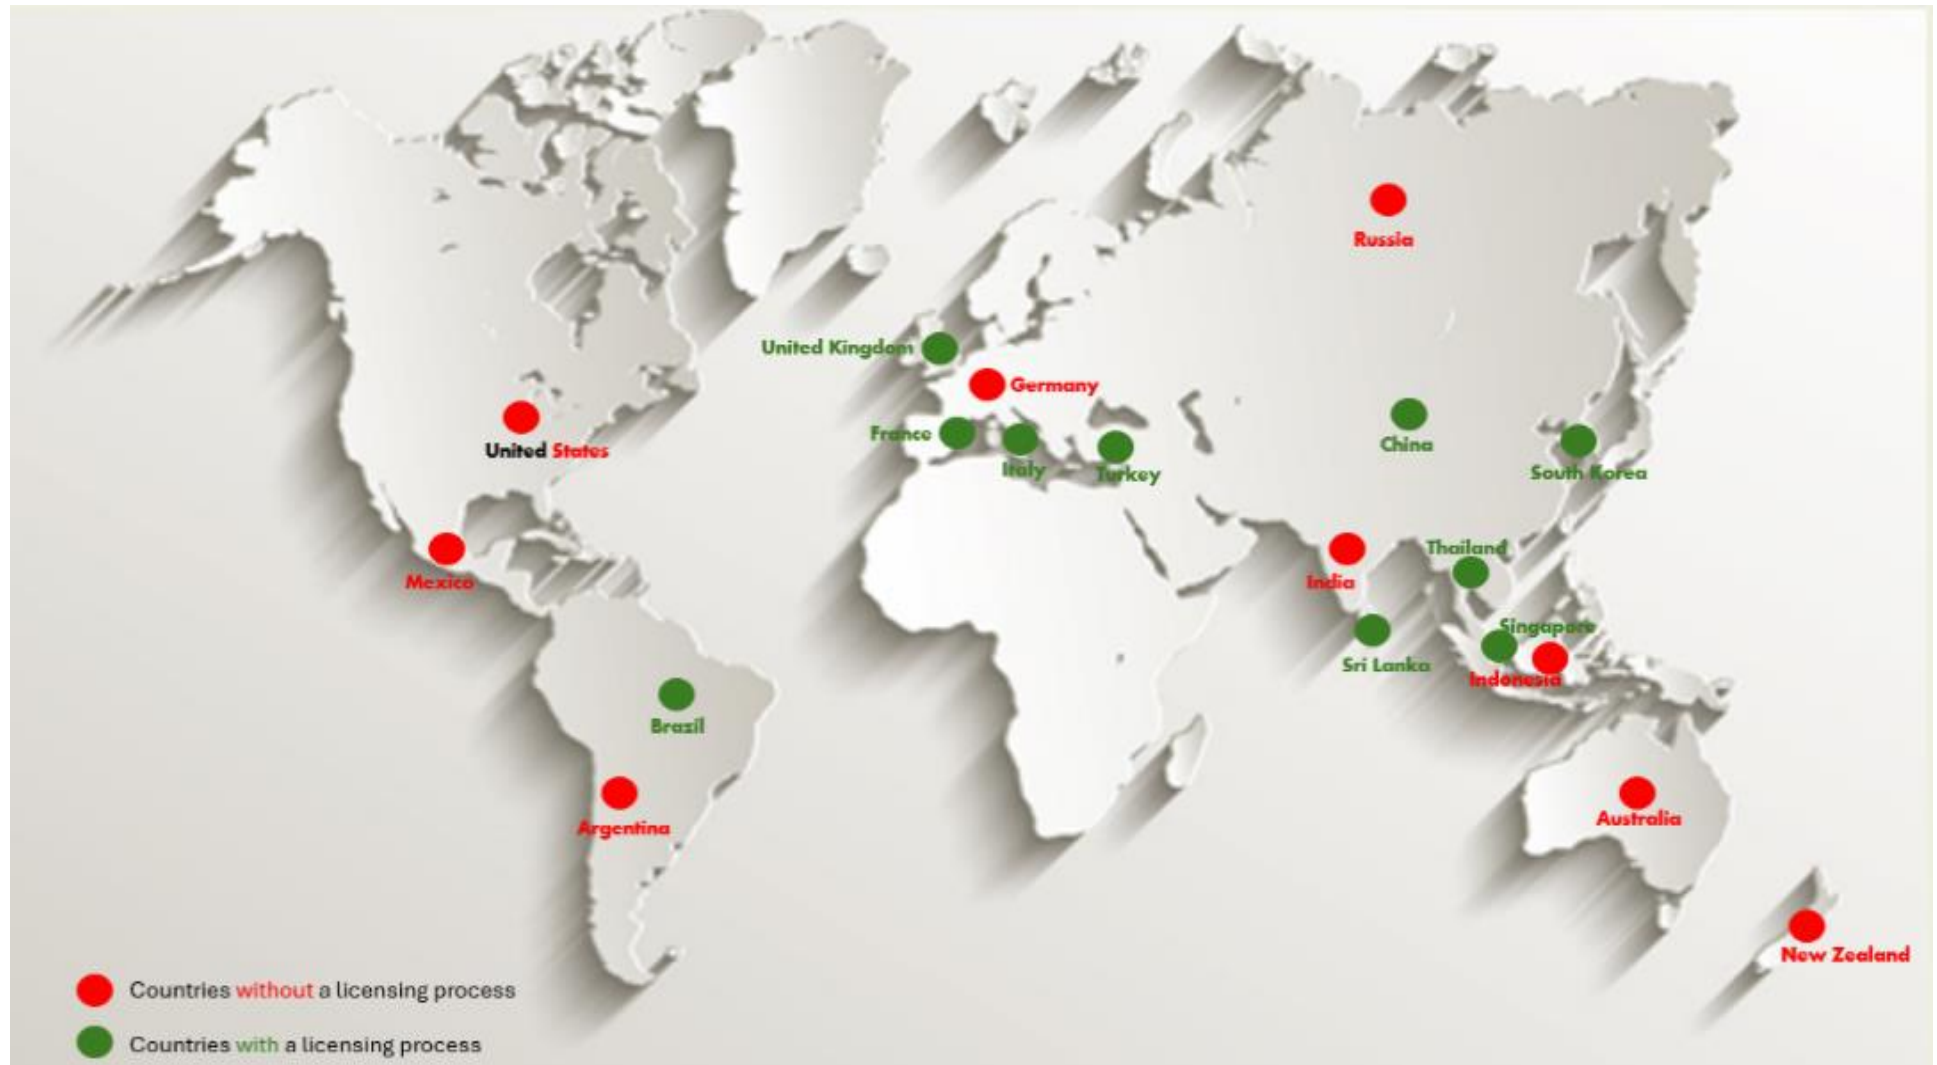 Russia
United Kingdom
Germany
France
Italy
Turkey
China
South Korea
United States
Mexico
India
Thailand
Sri Lanka
Singapore
Indonesia
Brazil
Argentina
Australia
New Zealand
Countries without a licensing process
Countries with a licensing process